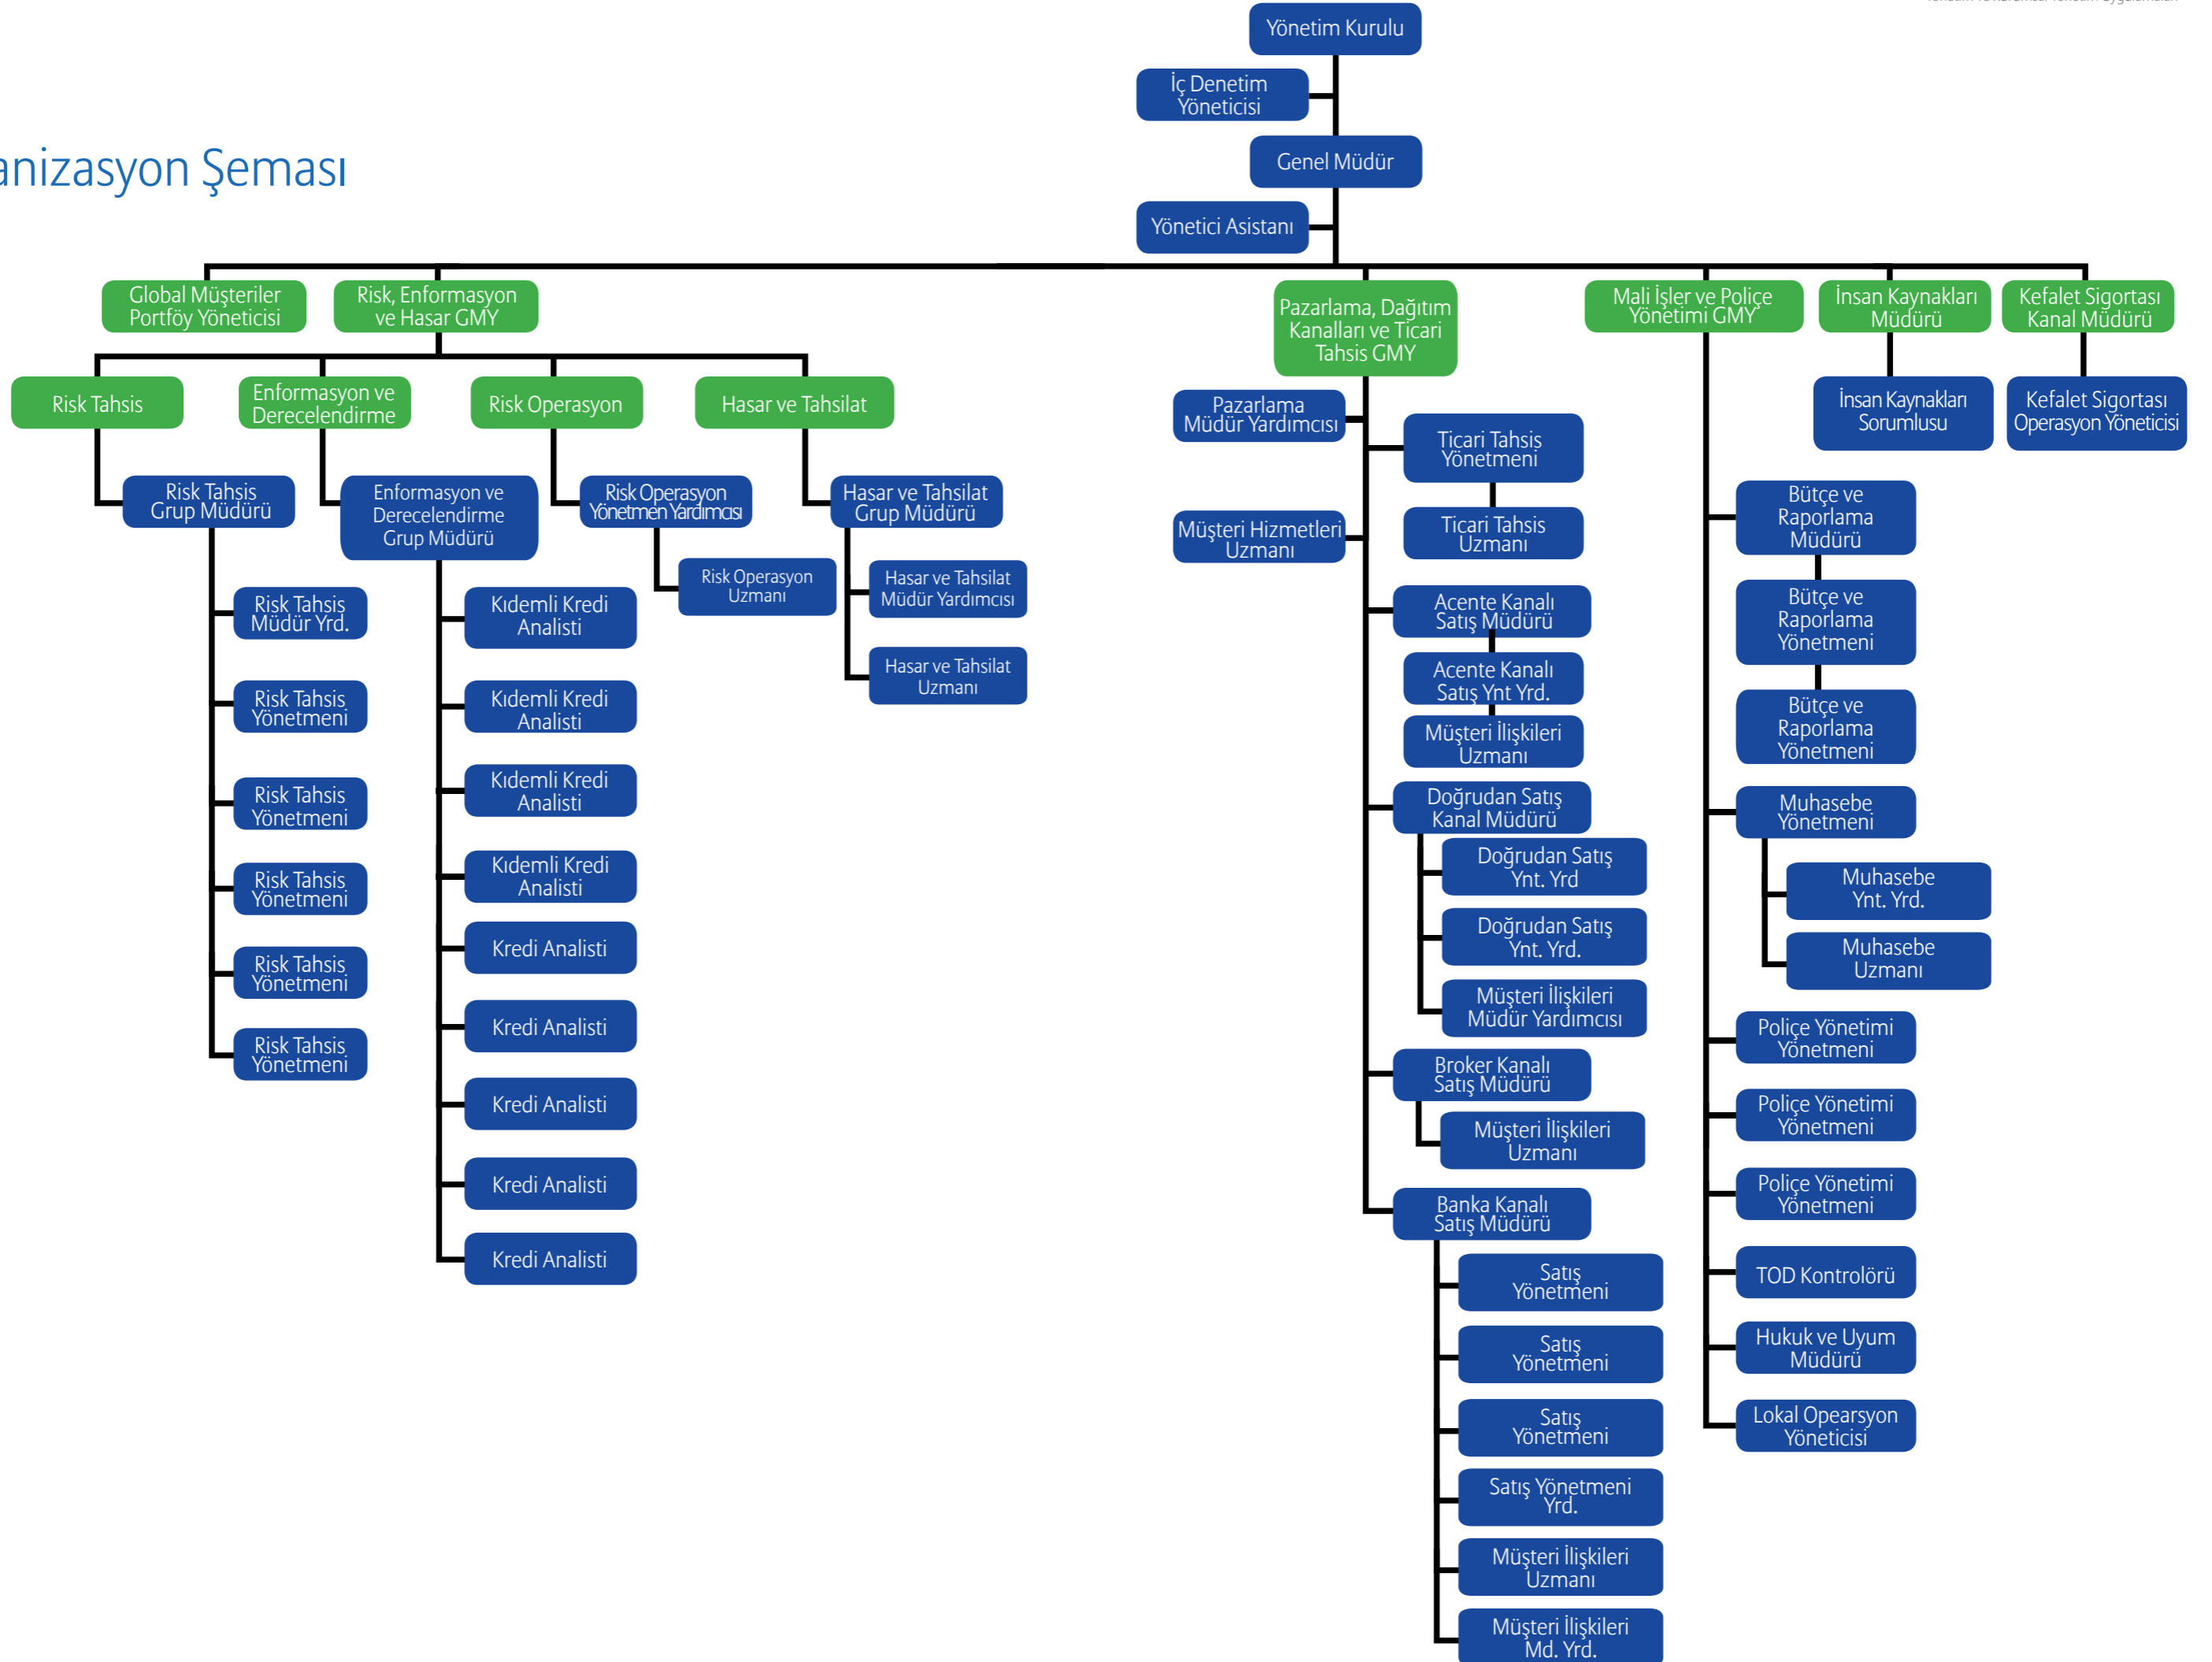 Yönetim Kurulu
İç Denetim
Yöneticisi
anizasyon Şeması
Genel Müdür
Yönetici Asistanı
Global Müşteriler
Portföy Yöneticisi
Risk, Enformasyon
ve Hasar GMY
Pazarlama, Dağıtım
Kanalları ve Ticari
Tahsis GMY
Mali İşler ve Poliçe
Yönetimi GMY
İnsan Kaynakları
Müdürü
Kefalet Sigortası
Kanal Müdürü
Risk Tahsis
Enformasyon ve
Derecelendirme
Risk Operasyon
Hasar ve Tahsilat
Pazarlama
Müdür Yardımcısı
İnsan Kaynakları
Sorumlusu
Kefalet Sigortası
Operasyon Yöneticisi
Risk Tahsis
Grup Müdürü
Enformasyon ve
Derecelendirme
Grup Müdürü
Risk Operasyon
Yönetmen Yardımcısı
Hasar ve Tahsilat
Grup Müdürü
Müşteri Hizmetleri
Uzmanı
Ticari Tahsis
Yönetmeni
Ticari Tahsis
Uzmanı
Risk Tahsis
Müdür Yrd.
Risk Tahsis
Yönetmeni
Risk Tahsis
Yönetmeni
Risk Tahsis
Yönetmeni
Risk Tahsis
Yönetmeni
Risk Tahsis
Yönetmeni
Kıdemli Kredi
Analisti
Kıdemli Kredi
Analisti
Kıdemli Kredi
Analisti
Kıdemli Kredi
Analisti
Kredi Analisti
Kredi Analisti
Kredi Analisti
Kredi Analisti
Kredi Analisti
Risk Operasyon
Uzmanı
Hasar ve Tahsilat
Müdür Yardımcısı
Hasar ve Tahsilat
Uzmanı
Acente Kanalı
Satış Müdürü
Acente Kanalı
Satış Ynt Yrd.
Müşteri İlişkileri
Uzmanı
Doğrudan Satış
Kanal Müdürü
Doğrudan Satış
Ynt. Yrd
Doğrudan Satış
Ynt. Yrd.
Müşteri İlişkileri
Müdür Yardımcısı
Broker Kanalı
Satış Müdürü
Müşteri İlişkileri
Uzmanı
Banka Kanalı
Satış Müdürü
Satış
Yönetmeni
Satış
Yönetmeni
Satış
Yönetmeni
Satış Yönetmeni
Yrd.
Müşteri İlişkileri
Uzmanı
Müşteri İlişkileri
Md. Yrd.
Bütçe ve
Raporlama
Müdürü
Bütçe ve
Raporlama
Yönetmeni
Bütçe ve
Raporlama
Yönetmeni
Muhasebe
Yönetmeni
Muhasebe
Ynt. Yrd.
Muhasebe
Uzmanı
Poliçe Yönetimi
Yönetmeni
Poliçe Yönetimi
Yönetmeni
Poliçe Yönetimi
Yönetmeni
TOD Kontrolörü
Hukuk ve Uyum
Müdürü
Lokal Opearsyon
Yöneticisi